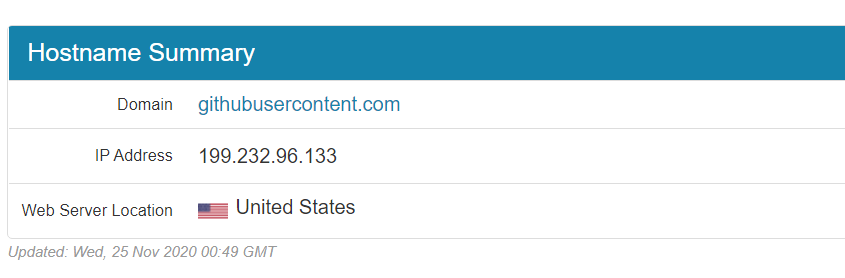 Hostname Summary
Domain githubusercontent.com
IP Address 199.232.96.133
Web Server Location United States
Updated: Wed, 25 Nov 2020 00:49 GMT